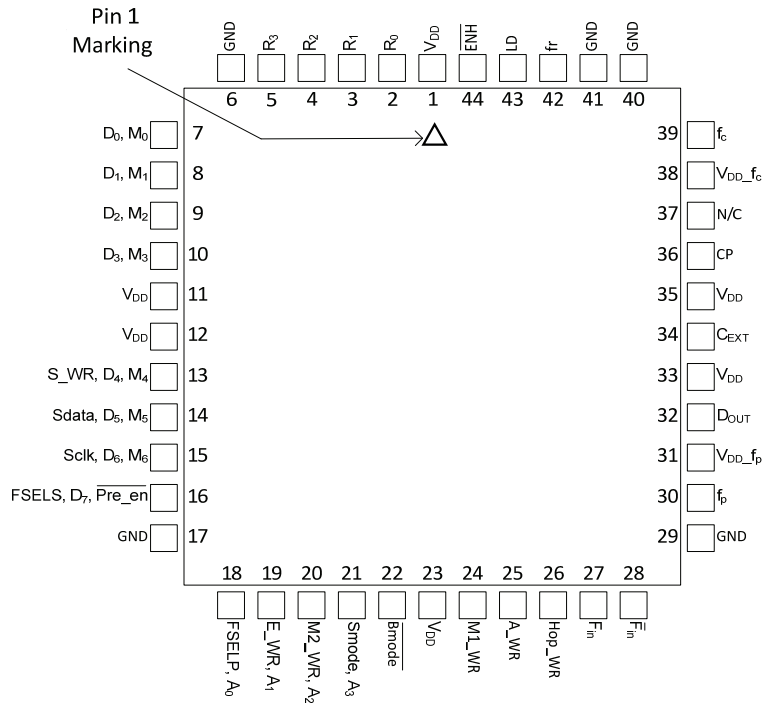 Pin 1
Marking
GND
R3
R2
R1
R0
VDD
E̅N̅H̅
LD
fr
GND
GND
6 5 4 3 2 1 44 43 42 41 40
D0, M0 7
D1, M1 8
D2, M2 9
D3, M3 10
VDD 11
VDD 12
S_WR, D4, M4 13
Sdata, D5, M5 14
Sclk, D6, M6 15
FSELS, D7, P̅r̅e̅_̅e̅n̅ 16
GND 17
39 fc
38 VDD_fc
37 N/C
36 CP
35 VDD
34 CEXT
33 VDD
32 DOUT
31 VDD_fp
30 fp
29 GND
18 19 20 21 22 23 24 25 26 27 28
FSELP, A0
E_WR, A1
M2_WR, A2
Smode, A3
B̅m̅o̅d̅e̅
VDD
M1_WR
A_WR
Hop_WR
Fin
F̅in